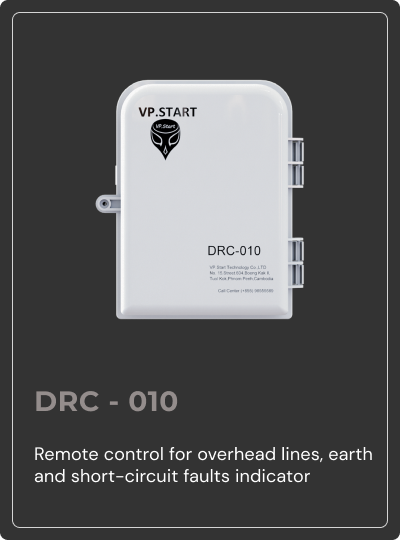 VP.START
VP.Start
DRC-010
VP.Start Technology Co.,LTD.
No. 15 Street 634 Boeng Kak II
Tuol Kok Phnom Penh Cambodia
Call Center:(+855)
DRC - 010
Remote control for overhead lines, earth
and short-circuit faults indicator